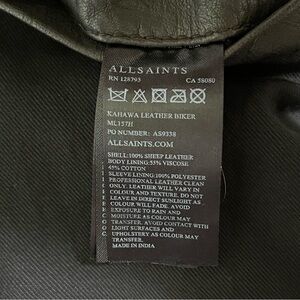 ALLSAINTS
RN 128795 CA 58080
KAHAWA LEATHER BIKER
ML157H
PO NUMBER: AS9338
ALLSAINTS.COM
SHELL:100% SHEEP LEATHER
BODY LINING:55% VISCOSE
45% COTTON
SLEEVE LINING:100% POLYESTER
PROFESSIONAL LEATHER CLEAN
ONLY. LEATHER WILL VARY IN
COLOUR AND TEXTURE. DO NOT
LEAVE IN DIRECT SUNLIGHT AS
COLOUR WILL FADE. AVOID
EXPOSURE TO RAIN AND
MOISTURE AS COLOUR MAY
TRANSFER. AVOID CONTACT WITH
LIGHT SURFACES AND
UPHOLSTERY AS COLOUR MAY
TRANSFER.
MADE IN INDIA